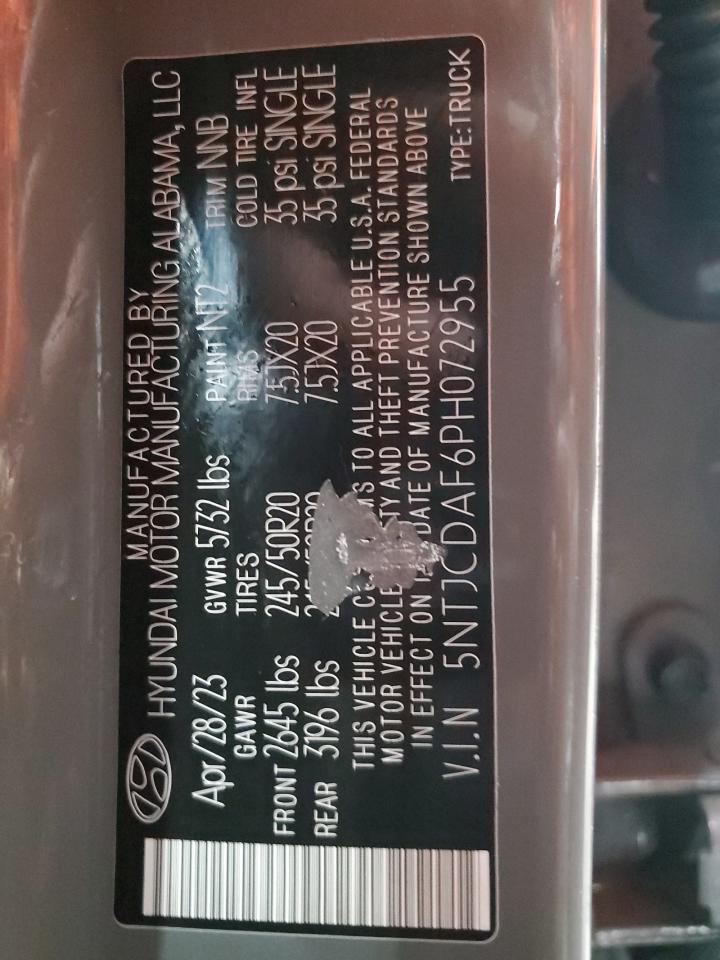 MANUFACTURED BY
HYUNDAI MOTOR MANUFACTURING ALABAMA, LLC
Apr/28/23 GVWR 5732 lbs PAINT NT2 TRIM NNB
GAWR TIRES RIMS COLD TIRE INFL
FRONT 2645 lbs 245/50R20 7.5JX20 35 psi SINGLE
REAR 3196 lbs 7.5JX20 35 psi SINGLE
THIS VEHICLE TO ALL APPLICABLE U.S.A. FEDERAL
MOTOR VEHICLE AND THEFT PREVENTION STANDARDS
IN EFFECT ON DATE OF MANUFACTURE SHOWN ABOVE
V.I.N 5NTJCDAF6PH072955 TYPE:TRUCK